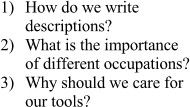 1) How do we write
descriptions?
2) What is the importance
of different occupations?
3) Why should we care for
our tools?